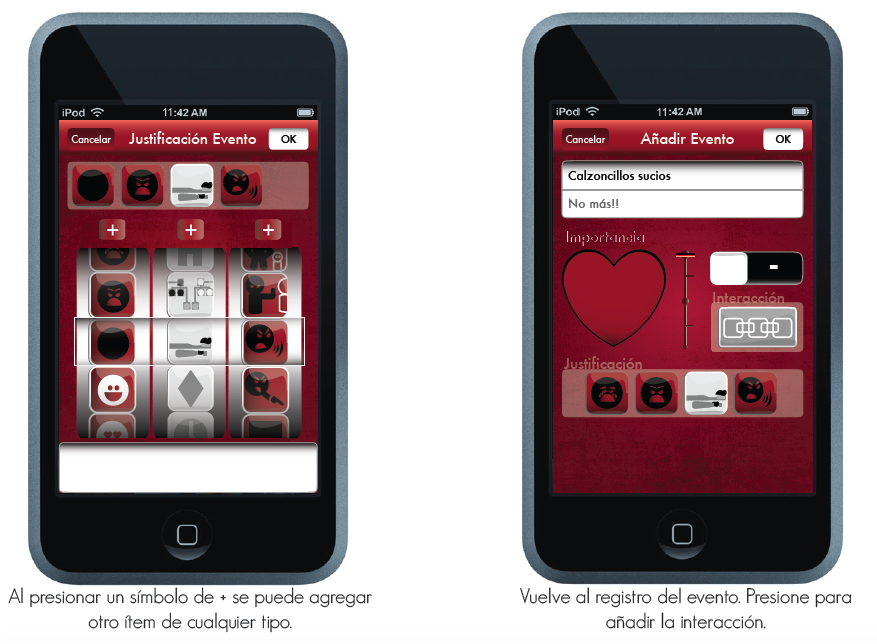 iPod 11:42 AM
Cancelar Justificación Evento OK
+ + +
Al presionar un símbolo de + se puede agregar
otro ítem de cualquier tipo.
iPod 11:42 AM
Cancelar Añadir Evento OK
Calzoncillos sucios
No más!!
Importancia
-
Interacción
Justificación
Vuelve al registro del evento. Presione para
añadir la interacción.